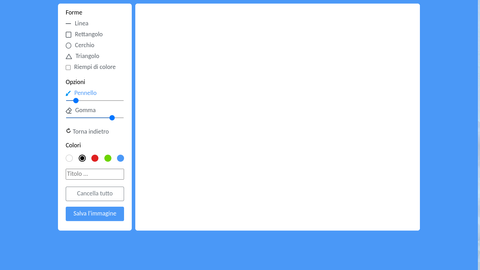 Forme
Linea
Rettangolo
Cerchio
Triangolo
Riempi di colore
Opzioni
Pennello
Gomma
Torna indietro
Colori
Titolo ...
Cancella tutto
Salva l'immagine